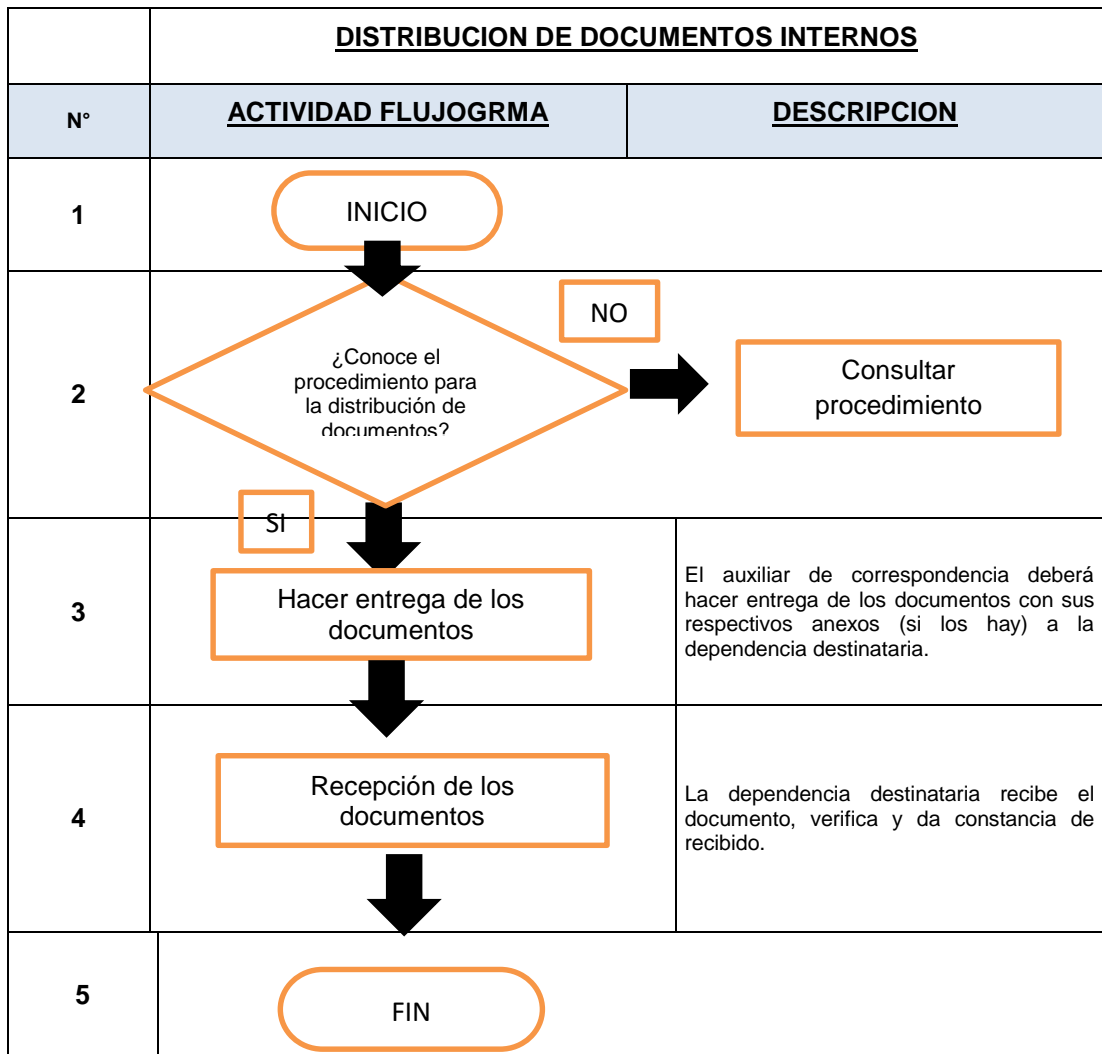 DISTRIBUCION DE DOCUMENTOS INTERNOS
N°
ACTIVIDAD FLUJOGRMA
DESCRIPCION
1
INICIO
2
¿Conoce el
procedimiento para
la distribución de
documentos?
NO
Consultar
procedimiento
SI
3
Hacer entrega de los
documentos
El auxiliar de correspondencia deberá
hacer entrega de los documentos con sus
respectivos anexos (si los hay) a la
dependencia destinataria.
4
Recepción de los
documentos
La dependencia destinataria recibe el
documento, verifica y da constancia de
recibido.
5
FIN